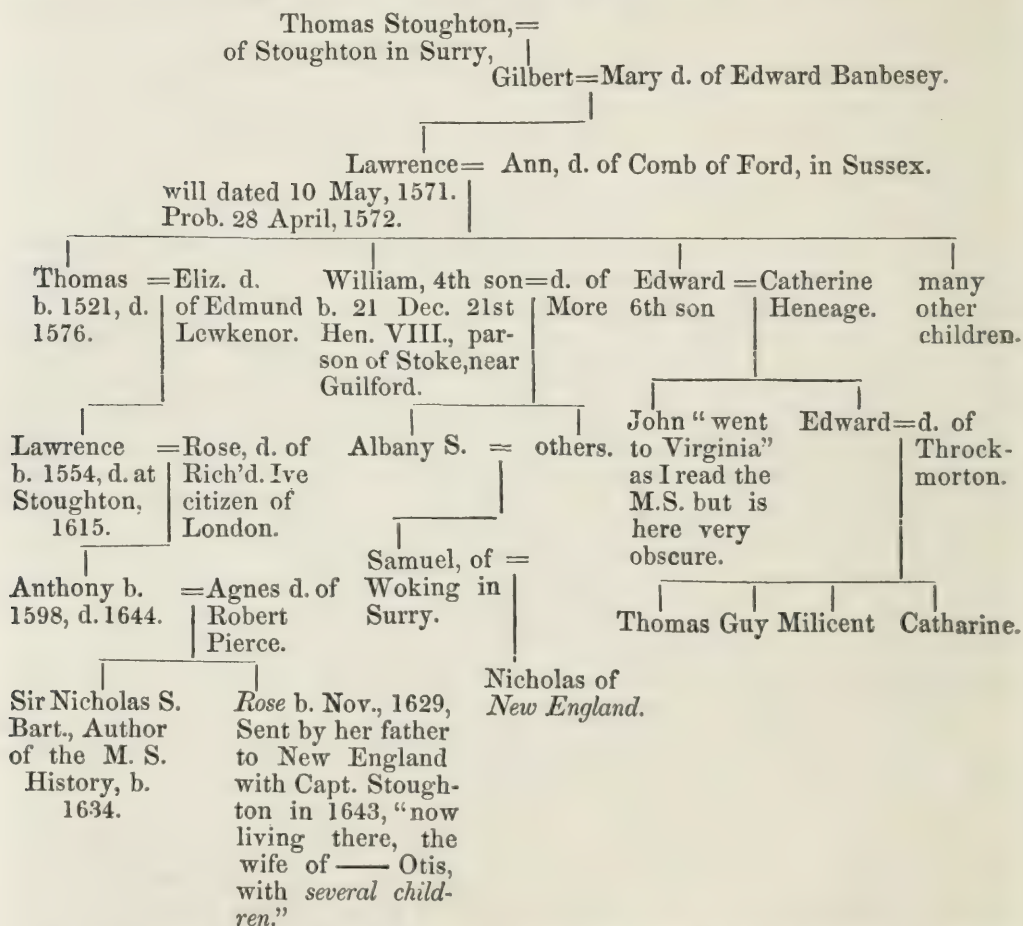 Thomas Stoughton,=
of Stoughton in Surry,
Gilbert=Mary d. of Edward Banbesey.
Lawrence= Ann, d. of Comb of Ford, in Sussex.
will dated 10 May, 1571.
Prob. 28 April, 1572.
Thomas =Eliz. d.
b. 1521, d. of Edmund
1576. Lewkenor.
William, 4th son=d. of
b. 21 Dec. 21st More
Hen. VIII., par-
son of Stoke,near
Guilford.
Edward =Catherine
6th son Heneage.
many
other
children.
Lawrence =Rose, d. of
b. 1554, d. at Rich'd. Ive
Stoughton, citizen of
1615. London.
Albany S. = others.
John "went
to Virginia"
as I read the
M.S. but is
here very
obscure.
Edward=d. of
Throck-
morton.
Anthony b. =Agnes d. of
1598, d. 1644. Robert
Pierce.
Samuel, of =
Woking in
Surry.
Thomas Guy Milicent Catharine.
Sir Nicholas S.
Bart., Author
of the M. S.
History, b.
1634.
Rose b. Nov., 1629,
Sent by her father
to New England
with Capt. Stough-
ton in 1643, "now
living there, the
wife of —— Otis,
with several child-
ren."
Nicholas of
New England.